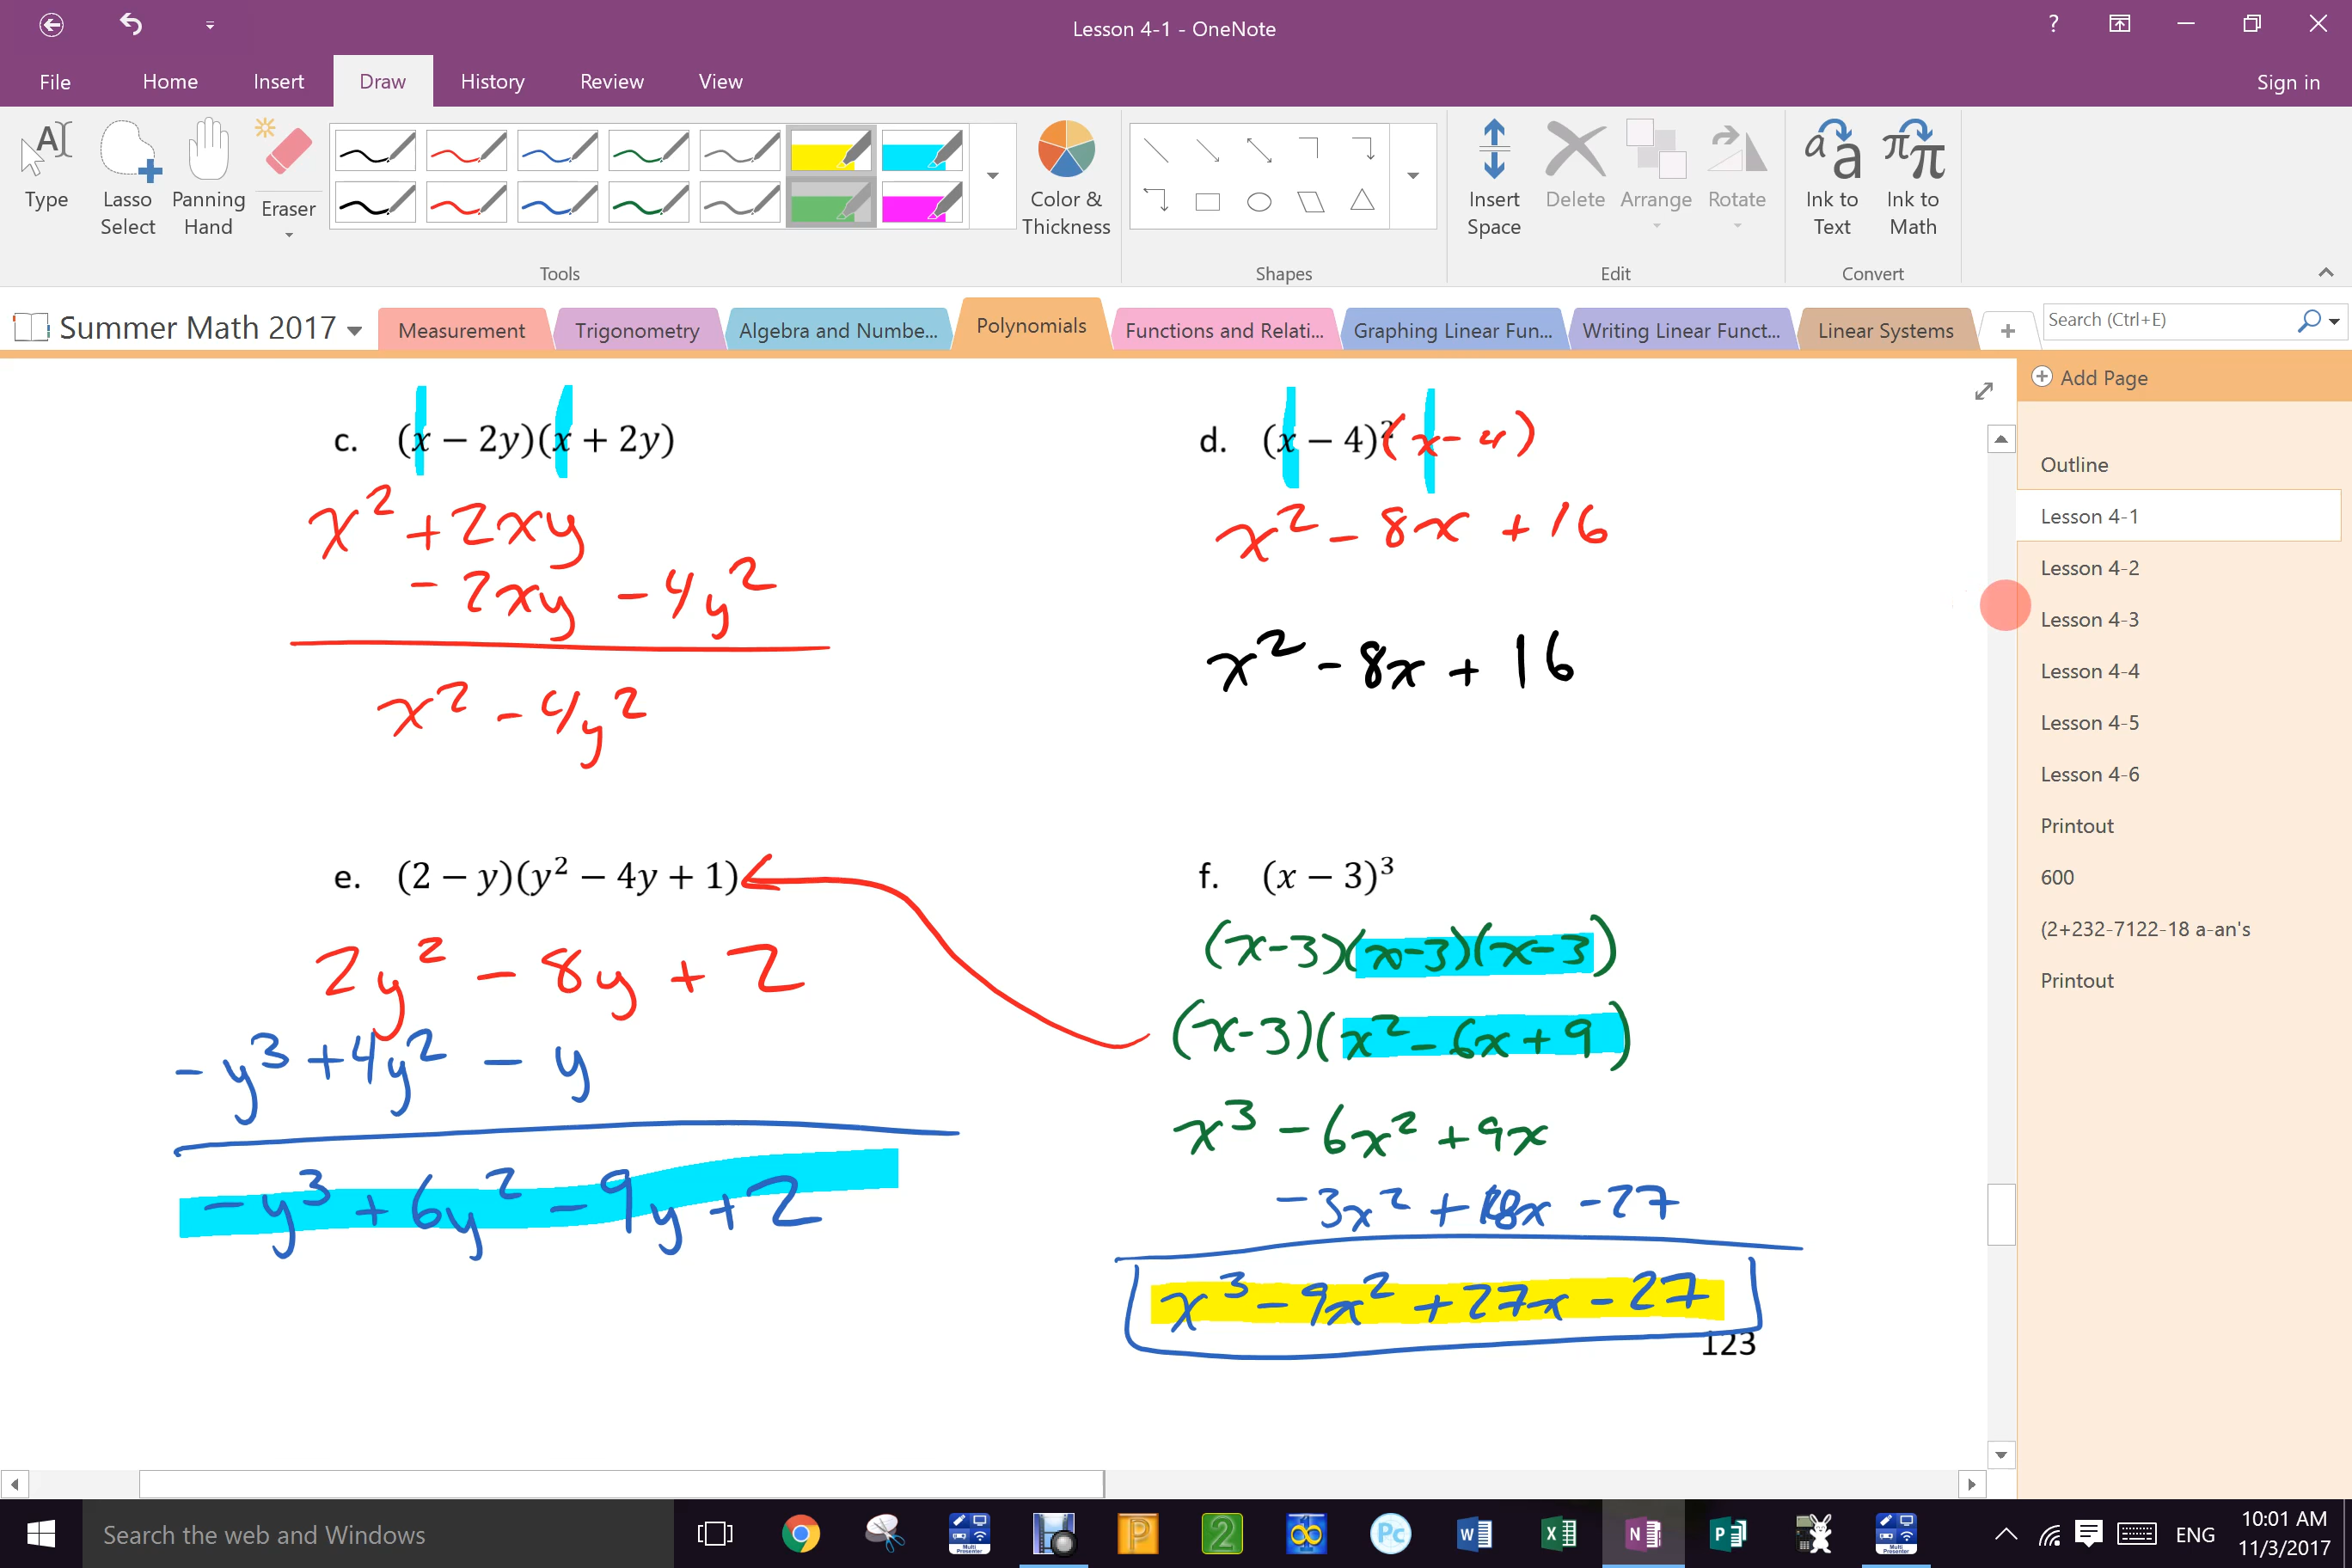 Lesson 4-1 - OneNote
?
File Home Insert Draw History Review View Sign in
Type
Lasso Select
Panning Hand
Eraser
Color & Thickness
Insert Space
Delete
Arrange
Rotate
Ink to Text
Ink to Math
Tools Shapes Edit Convert
Summer Math 2017 Measurement Trigonometry Algebra and Numbe... Polynomials Functions and Relati... Graphing Linear Fun... Writing Linear Funct... Linear Systems + Search (Ctrl+E)
Add Page
Outline
Lesson 4-1
Lesson 4-2
Lesson 4-3
Lesson 4-4
Lesson 4-5
Lesson 4-6
Printout
600
(2+232-7122-18 a-an's
Printout
c. (x − 2y)(x + 2y)
x² + 2xy
− 2xy − 4y²
x² − 4y²
d. (x − 4)² (x − 4)
x² − 8x + 16
x² − 8x + 16
e. (2 − y)(y² − 4y + 1)
2y² − 8y + 2
−y³ + 4y² − y
−y³ + 6y² − 9y + 2
f. (x − 3)³
(x−3)(x−3)(x−3)
(x−3)(x² − 6x + 9)
x³ − 6x² + 9x
−3x² + 18x − 27
x³ − 9x² + 27x − 27
123
Search the web and Windows
ENG
10:01 AM
11/3/2017